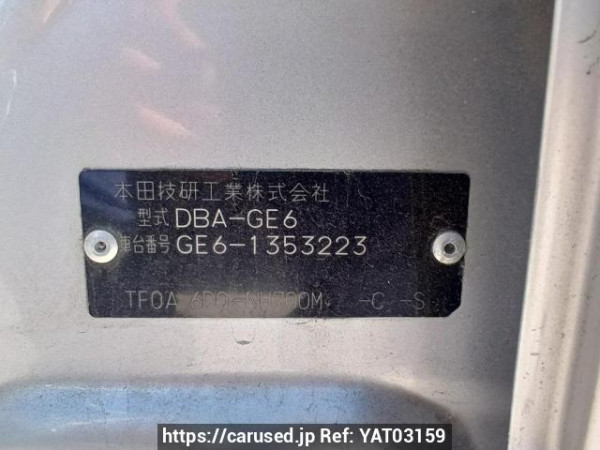 本田技研工業株式会社
型式 DBA-GE6
車台番号 GE6-1353223
TF0A -C -S
https://carused.jp Ref: YAT03159